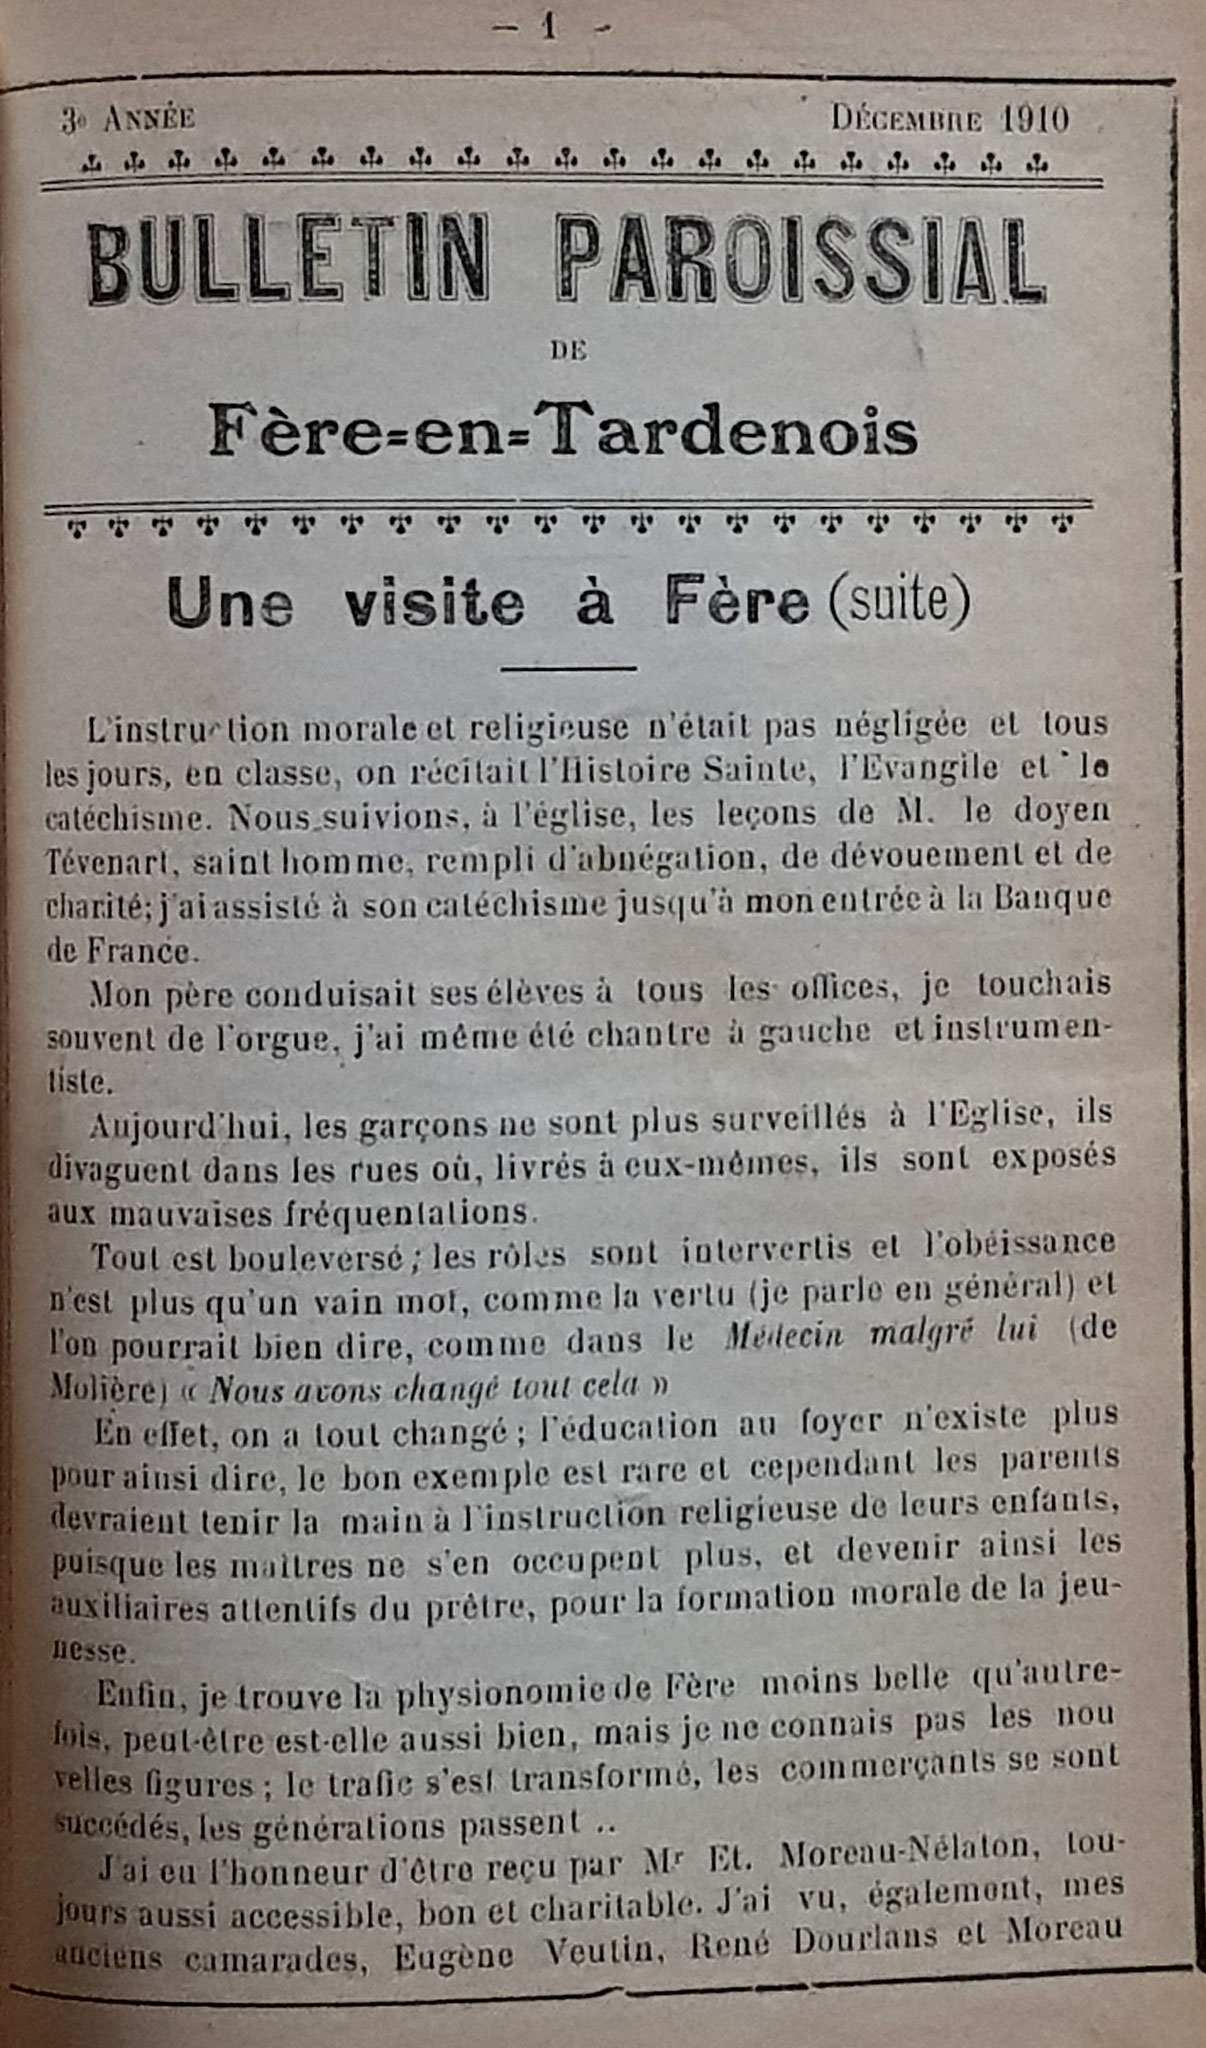 — 1 -
3e ANNÉE DÉCEMBRE 1910
BULLETIN PAROISSIAL
DE
Fère=en=Tardenois
Une visite à Fère (suite)
L'instruction morale et religieuse n'était pas négligée et tous
les jours, en classe, on récitait l'Histoire Sainte, l'Evangile et le
catéchisme. Nous suivions, à l'église, les leçons de M. le doyen
Tévenart, saint homme, rempli d'abnégation, de dévouement et de
charité; j'ai assisté à son catéchisme jusqu'à mon entrée à la Banque
de France.
Mon père conduisait ses élèves à tous les offices, je touchais
souvent de l'orgue, j'ai même été chantre à gauche et instrumen-
tiste.
Aujourd'hui, les garçons ne sont plus surveillés à l'Eglise, ils
divaguent dans les rues où, livrés à eux-mêmes, ils sont exposés
aux mauvaises fréquentations.
Tout est bouleversé ; les rôles sont intervertis et l'obéissance
n'est plus qu'un vain mot, comme la vertu (je parle en général) et
l'on pourrait bien dire, comme dans le Médecin malgré lui (de
Molière) « Nous avons changé tout cela »
En effet, on a tout changé ; l'éducation au foyer n'existe plus
pour ainsi dire, le bon exemple est rare et cependant les parents
devraient tenir la main à l'instruction religieuse de leurs enfants,
puisque les maîtres ne s'en occupent plus, et devenir ainsi les
auxiliaires attentifs du prêtre, pour la formation morale de la jeu-
nesse.
Enfin, je trouve la physionomie de Fère moins belle qu'autre-
fois, peut-être est-elle aussi bien, mais je ne connais pas les nou
velles figures ; le trafic s'est transformé, les commerçants se sont
succédés, les générations passent ..
J'ai eu l'honneur d'être reçu par Mr Et. Moreau-Nélaton, tou-
jours aussi accessible, bon et charitable. J'ai vu, également, mes
anciens camarades, Eugène Veutin, René Dourlans et Moreau